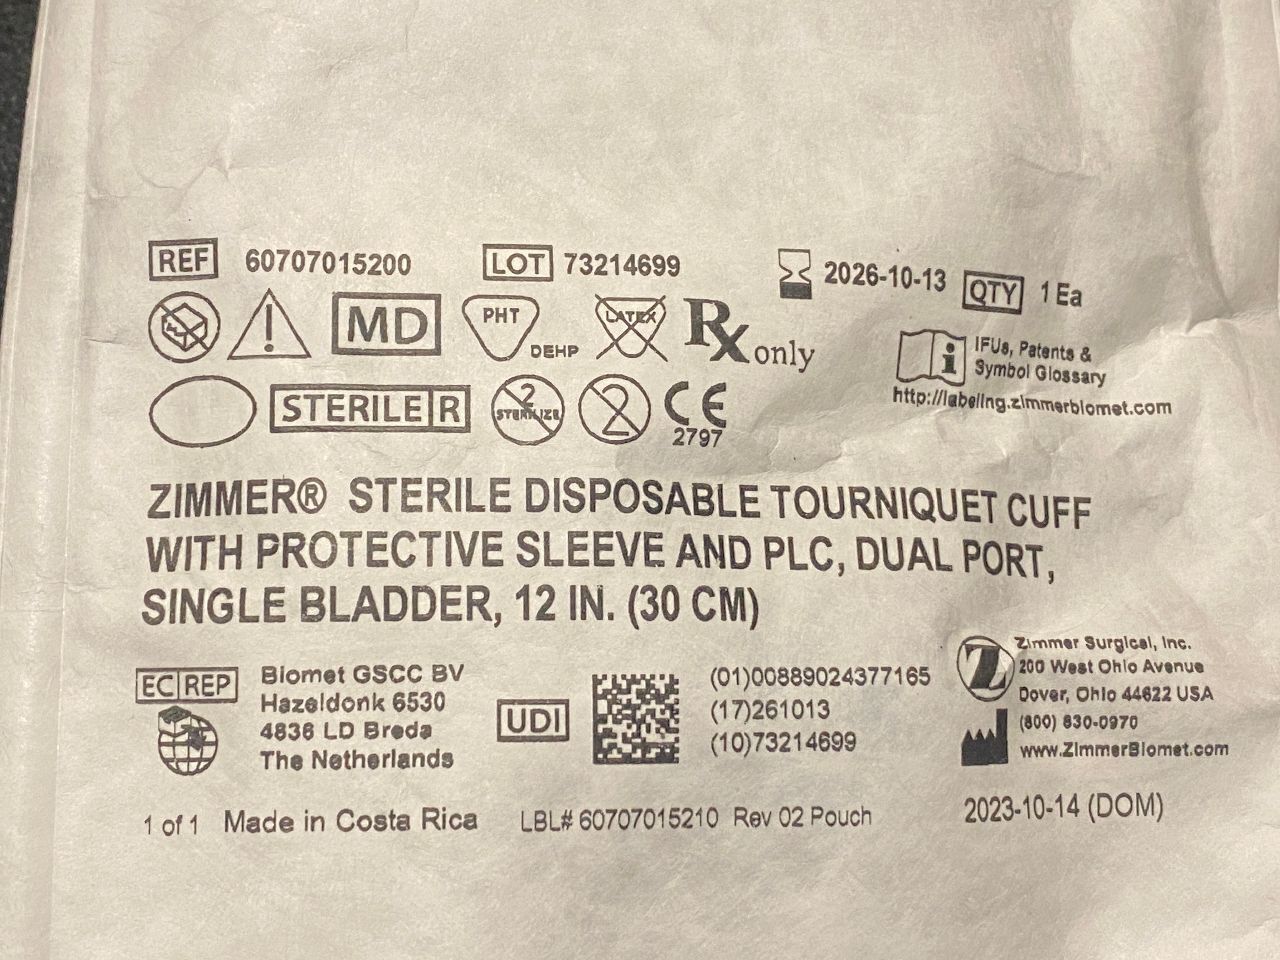 REF 60707015200 LOT 73214699 2026-10-13 QTY 1 Ea
MD PHT DEHP LATEX Rx only
IFUs, Patents &
Symbol Glossary
http://labeling.zimmerbiomet.com
STERILE R 2 STERILIZE 2 CE
2797
ZIMMER® STERILE DISPOSABLE TOURNIQUET CUFF
WITH PROTECTIVE SLEEVE AND PLC, DUAL PORT,
SINGLE BLADDER, 12 IN. (30 CM)
EC REP
Biomet GSCC BV
Hazeldonk 6530
4836 LD Breda
The Netherlands
UDI
(01)00889024377165
(17)261013
(10)73214699
Z
Zimmer Surgical, Inc.
200 West Ohio Avenue
Dover, Ohio 44622 USA
(800) 830-0970
www.ZimmerBiomet.com
1 of 1 Made in Costa Rica LBL# 60707015210 Rev 02 Pouch 2023-10-14 (DOM)